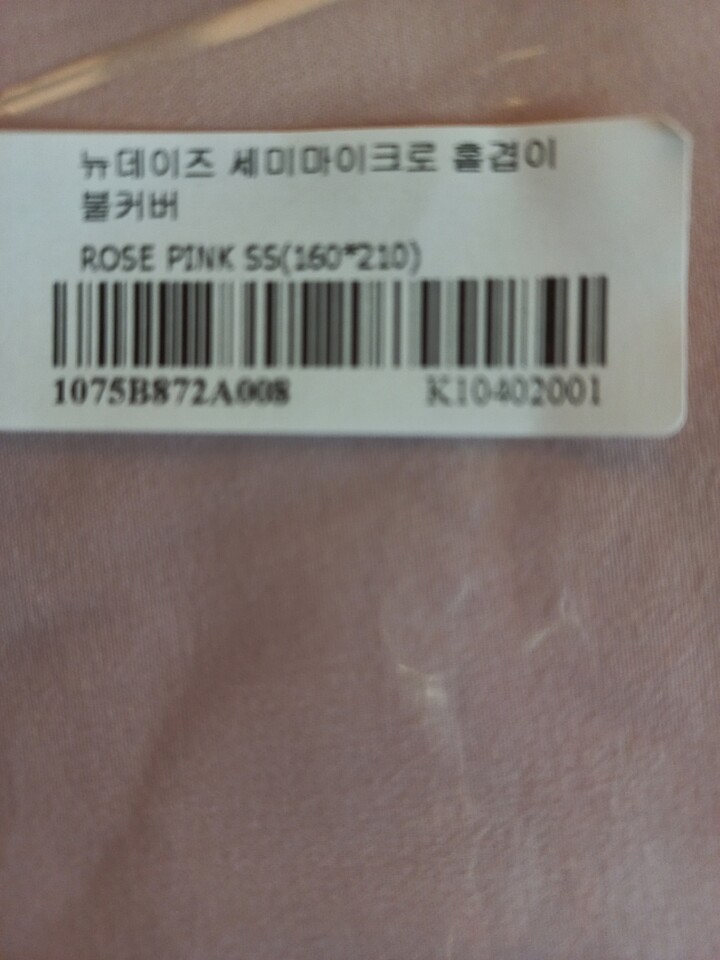 뉴데이즈 세미마이크로 홑겹이
불커버
ROSE PINK SS(160*210)
1075B872A008 K10402001